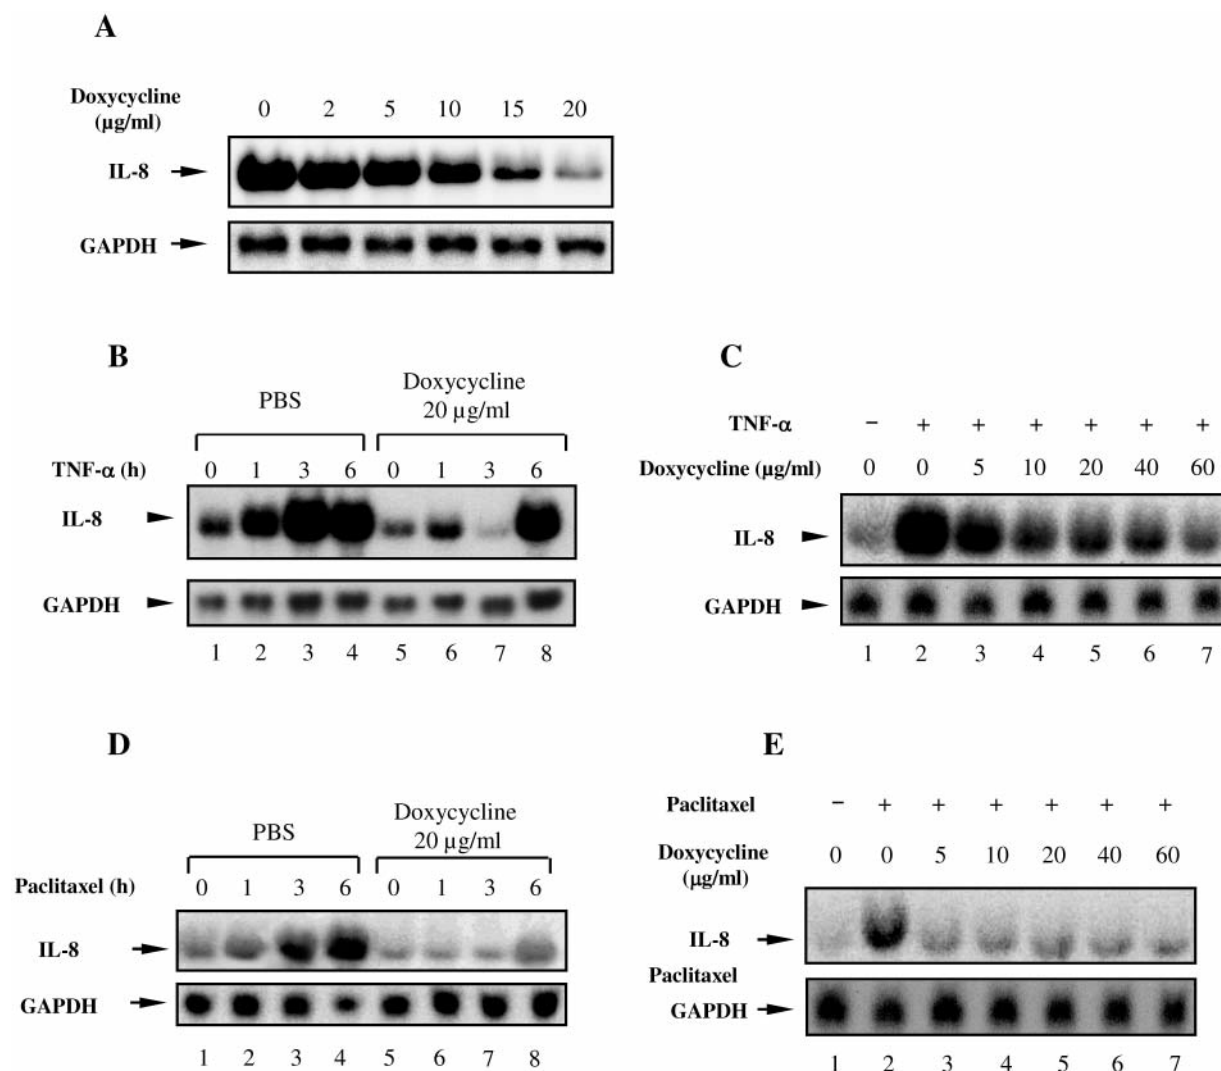 A
Doxycycline
(µg/ml)
0 2 5 10 15 20
IL-8
GAPDH
B
PBS
Doxycycline
20 µg/ml
TNF-α (h)
0 1 3 6 0 1 3 6
IL-8
GAPDH
1 2 3 4 5 6 7 8
C
TNF-α
− + + + + + +
Doxycycline (µg/ml)
0 0 5 10 20 40 60
IL-8
GAPDH
1 2 3 4 5 6 7
D
PBS
Doxycycline
20 µg/ml
Paclitaxel (h)
0 1 3 6 0 1 3 6
IL-8
GAPDH
1 2 3 4 5 6 7 8
E
Paclitaxel
− + + + + + +
Doxycycline
(µg/ml)
0 0 5 10 20 40 60
IL-8
Paclitaxel
GAPDH
1 2 3 4 5 6 7